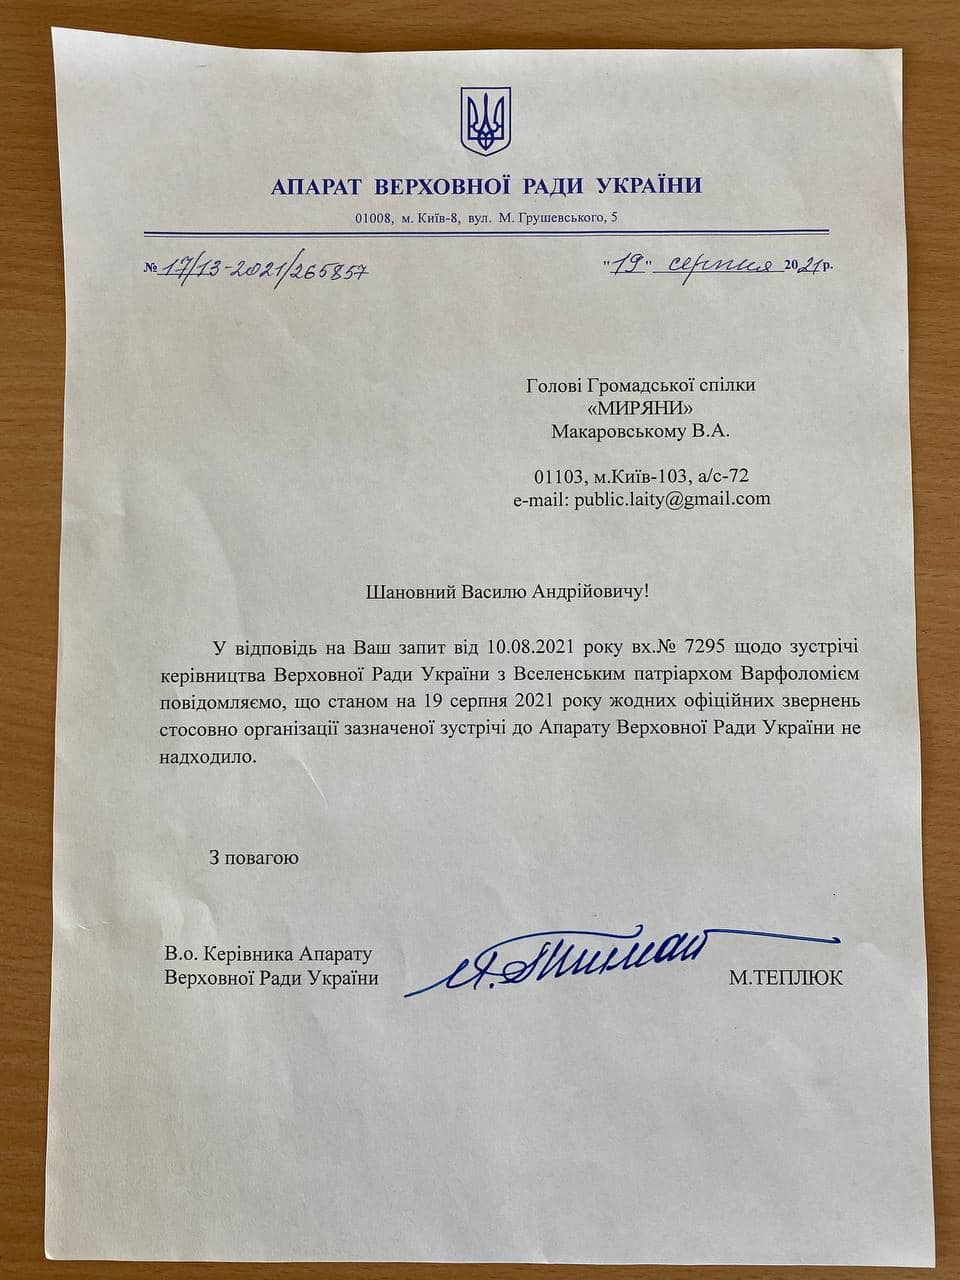 АПАРАТ ВЕРХОВНОЇ РАДИ УКРАЇНИ
01008, м. Київ-8, вул. М. Грушевського, 5
№ 17/13-2021/265857 "19" серпня 2021 р.
Голові Громадської спілки
«МИРЯНИ»
Макаровському В.А.
01103, м.Київ-103, а/с-72
e-mail: public.laity@gmail.com
Шановний Василю Андрійовичу!
У відповідь на Ваш запит від 10.08.2021 року вх.№ 7295 щодо зустрічі
керівництва Верховної Ради України з Вселенським патріархом Варфоломієм
повідомляємо, що станом на 19 серпня 2021 року жодних офіційних звернень
стосовно організації зазначеної зустрічі до Апарату Верховної Ради України не
надходило.
З повагою
В.о. Керівника Апарату
Верховної Ради України
М.ТЕПЛЮК